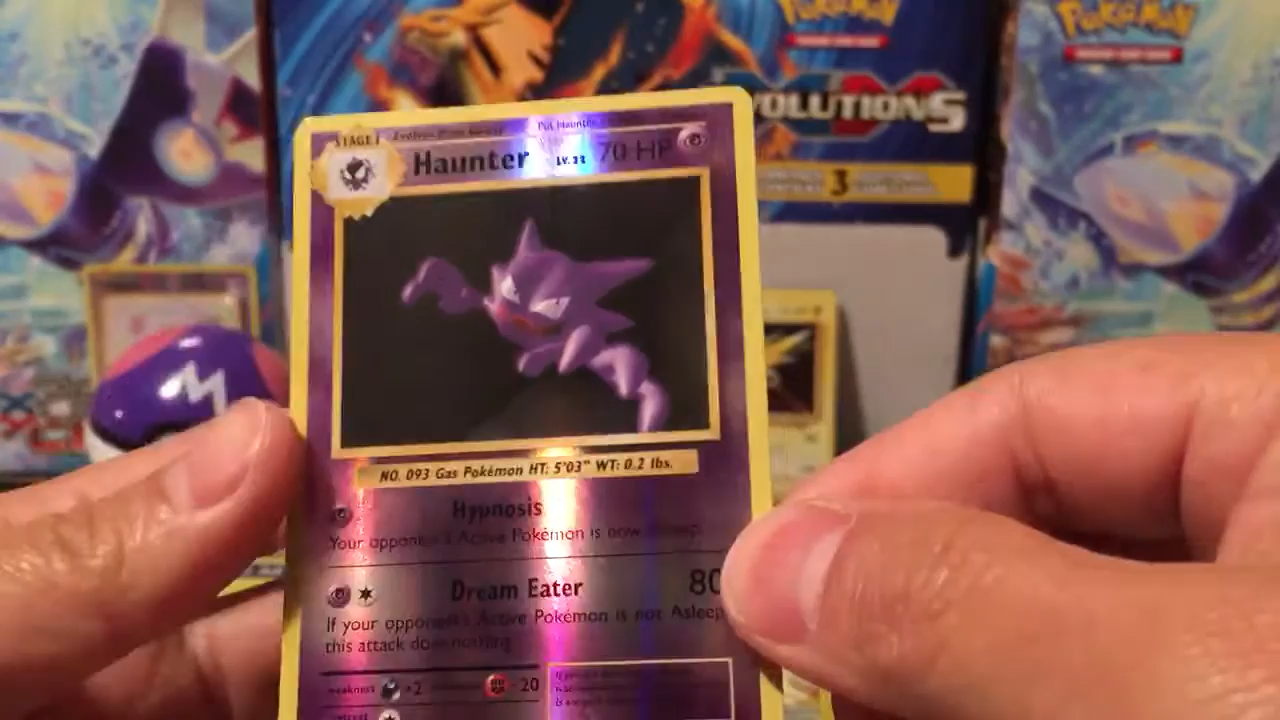 Pokémon
Pokémon
VOLUTIONS
3
STAGE 1
Put Haunter
Haunter LV.22 70 HP
NO. 093 Gas Pokémon HT: 5'03" WT: 0.2 lbs.
Hypnosis
Your opponent's Active Pokémon is now Asleep.
Dream Eater 80
If your opponent's Active Pokémon is not Asleep,
this attack does nothing.
weakness ×2 -20